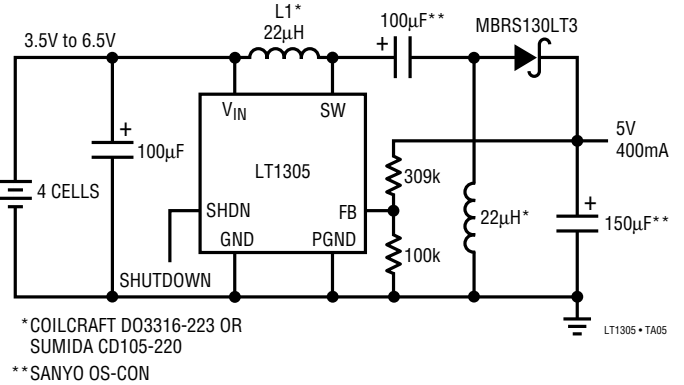 L1*
22µH
100µF**
MBRS130LT3
3.5V to 6.5V
+
VIN
SW
+
100µF
LT1305
5V
400mA
309k
4 CELLS
SHDN
FB
22µH*
+
150µF**
GND
PGND
100k
SHUTDOWN
*COILCRAFT DO3316-223 OR
SUMIDA CD105-220
**SANYO OS-CON
LT1305 • TA05